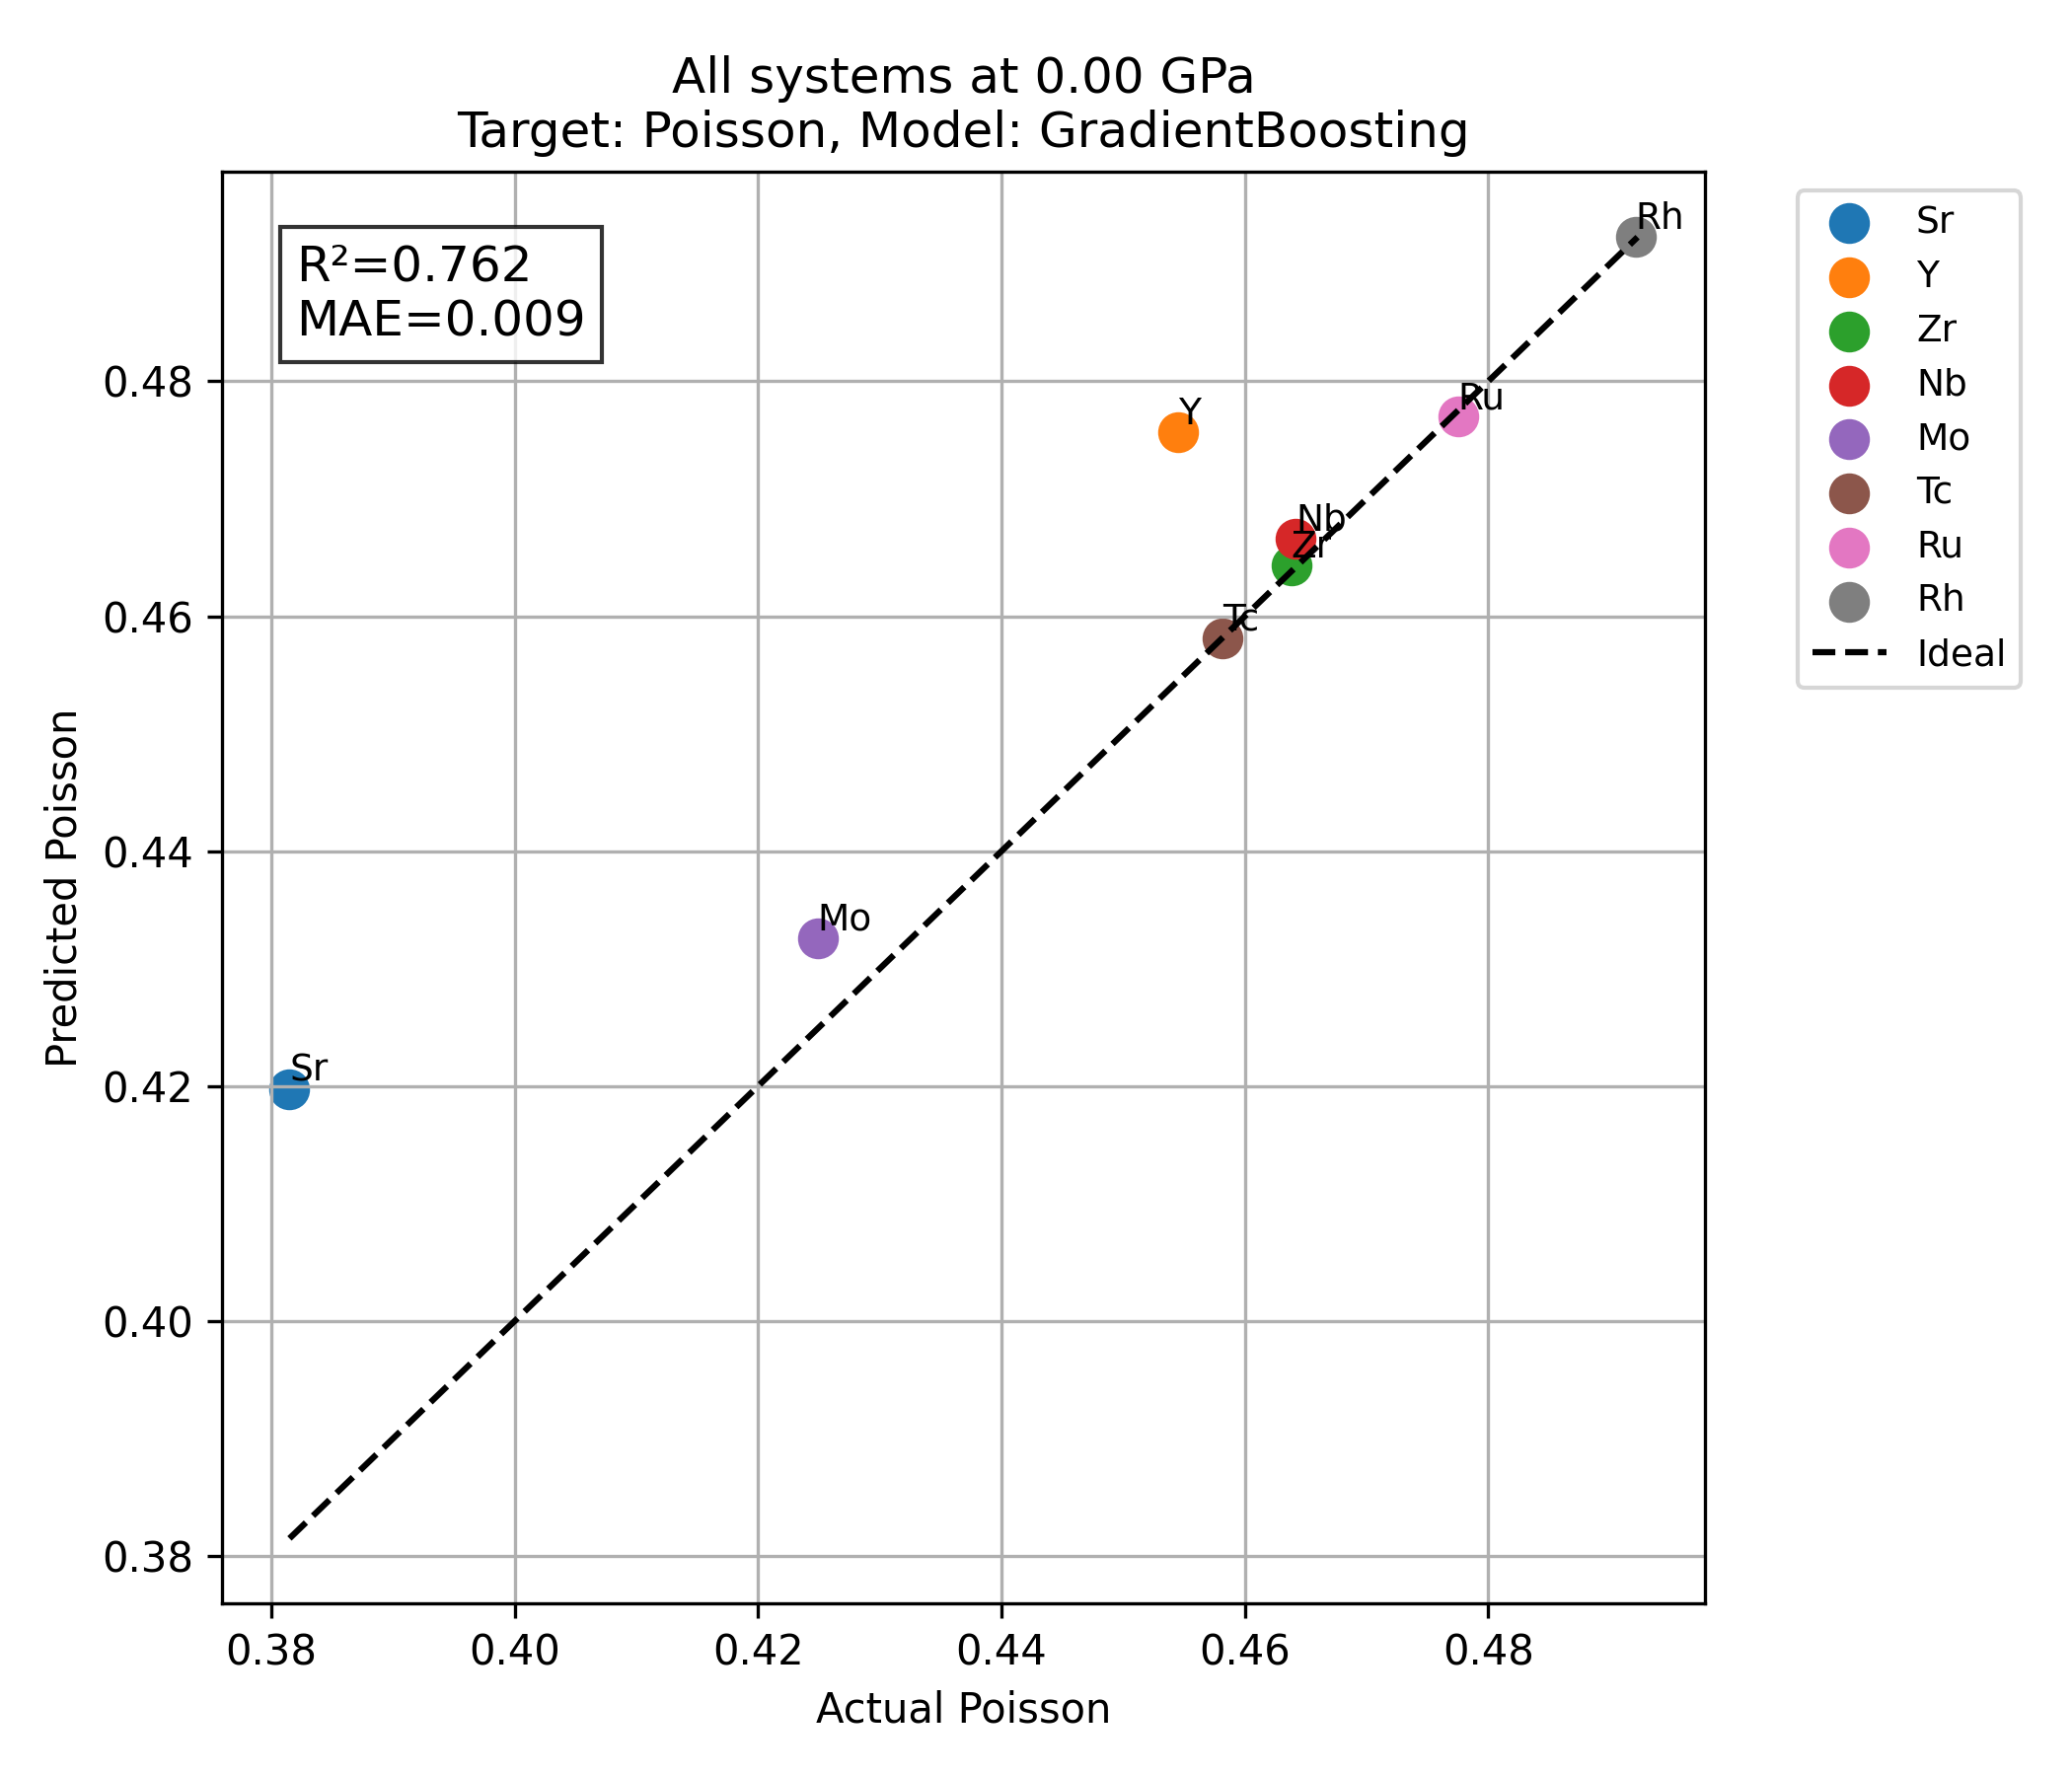 All systems at 0.00 GPa
Target: Poisson, Model: GradientBoosting
R²=0.762
MAE=0.009
Rh
Ru
Y
Nb
Zr
Tc
Mo
Sr
Sr
Y
Zr
Nb
Mo
Tc
Ru
Rh
Ideal
Predicted Poisson
0.48
0.46
0.44
0.42
0.40
0.38
0.38 0.40 0.42 0.44 0.46 0.48
Actual Poisson